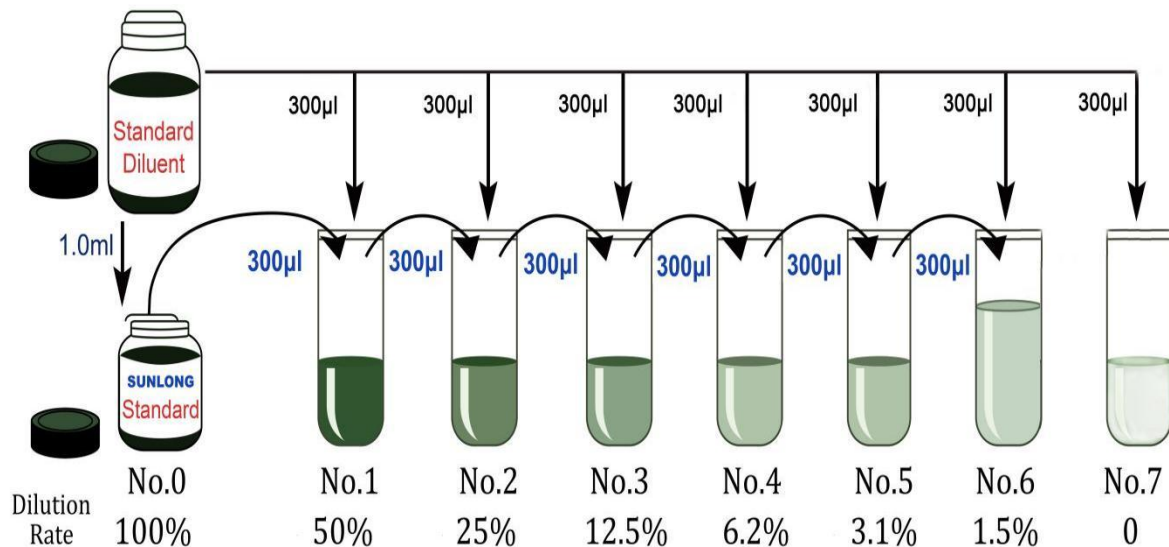 300µl 300µl 300µl 300µl 300µl 300µl 300µl
Standard
Diluent
1.0ml
300µl 300µl 300µl 300µl 300µl 300µl
SUNLONG
Standard
No.0 No.1 No.2 No.3 No.4 No.5 No.6 No.7
Dilution
Rate 100% 50% 25% 12.5% 6.2% 3.1% 1.5% 0